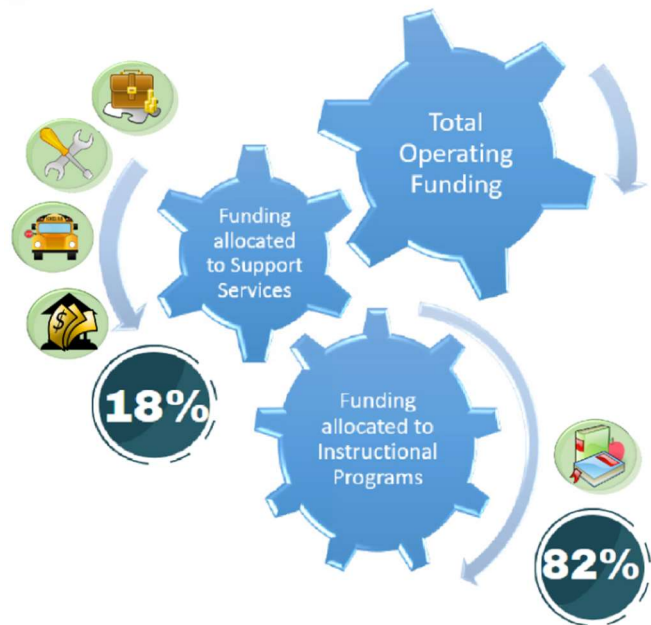 Total
Operating
Funding
Funding
allocated
to Support
Services
18%
Funding
allocated to
Instructional
Programs
82%